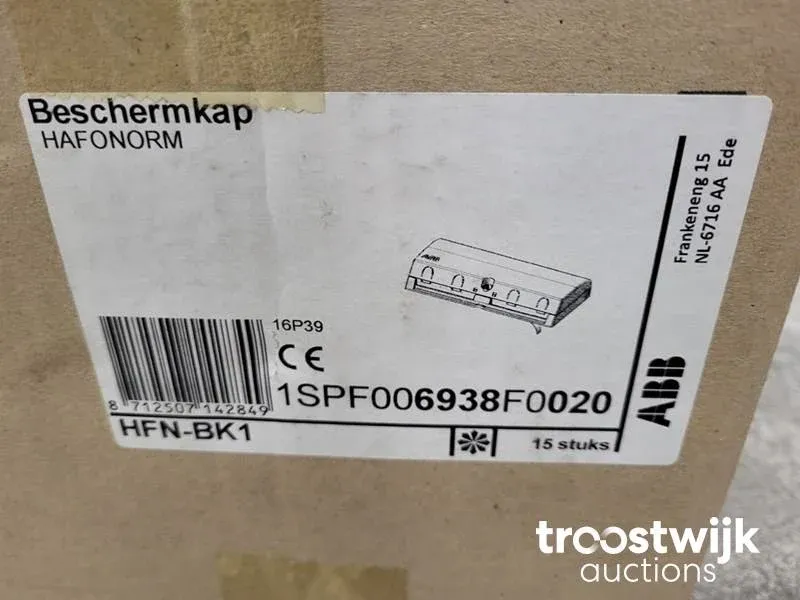 Beschermkap
HAFONORM
ABB
16P39
CE
8 712507 142849
1SPF006938F0020
HFN-BK1
15 stuks
Frankeneng 15
NL-6716 AA Ede
ABB
troostwijk
auctions